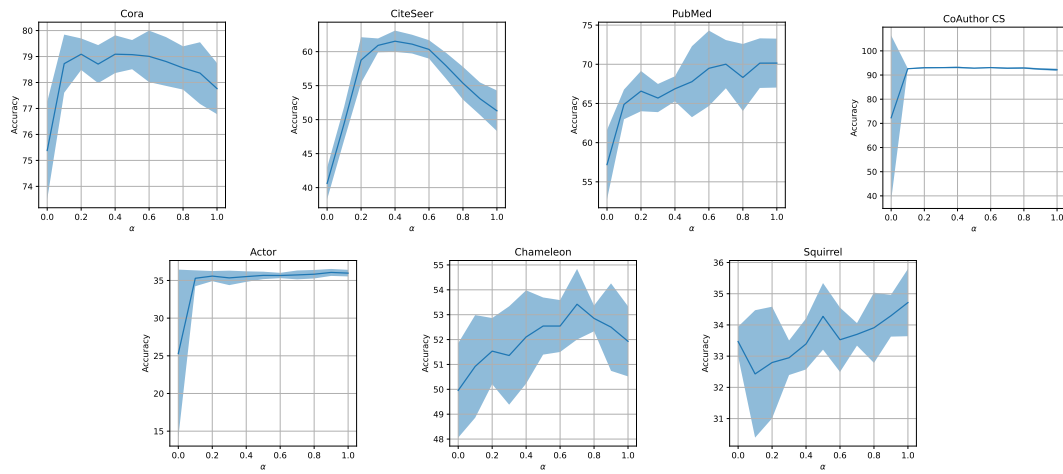 Cora
CiteSeer
PubMed
CoAuthor CS
Accuracy
80
79
78
77
76
75
74
0.0 0.2 0.4 0.6 0.8 1.0
α
Accuracy
60
55
50
45
40
0.0 0.2 0.4 0.6 0.8 1.0
α
Accuracy
75
70
65
60
55
0.0 0.2 0.4 0.6 0.8 1.0
α
Accuracy
100
90
80
70
60
50
40
0.0 0.2 0.4 0.6 0.8 1.0
α
Actor
Chameleon
Squirrel
Accuracy
35
30
25
20
15
0.0 0.2 0.4 0.6 0.8 1.0
α
Accuracy
55
54
53
52
51
50
49
48
0.0 0.2 0.4 0.6 0.8 1.0
α
Accuracy
36
35
34
33
32
31
0.0 0.2 0.4 0.6 0.8 1.0
α